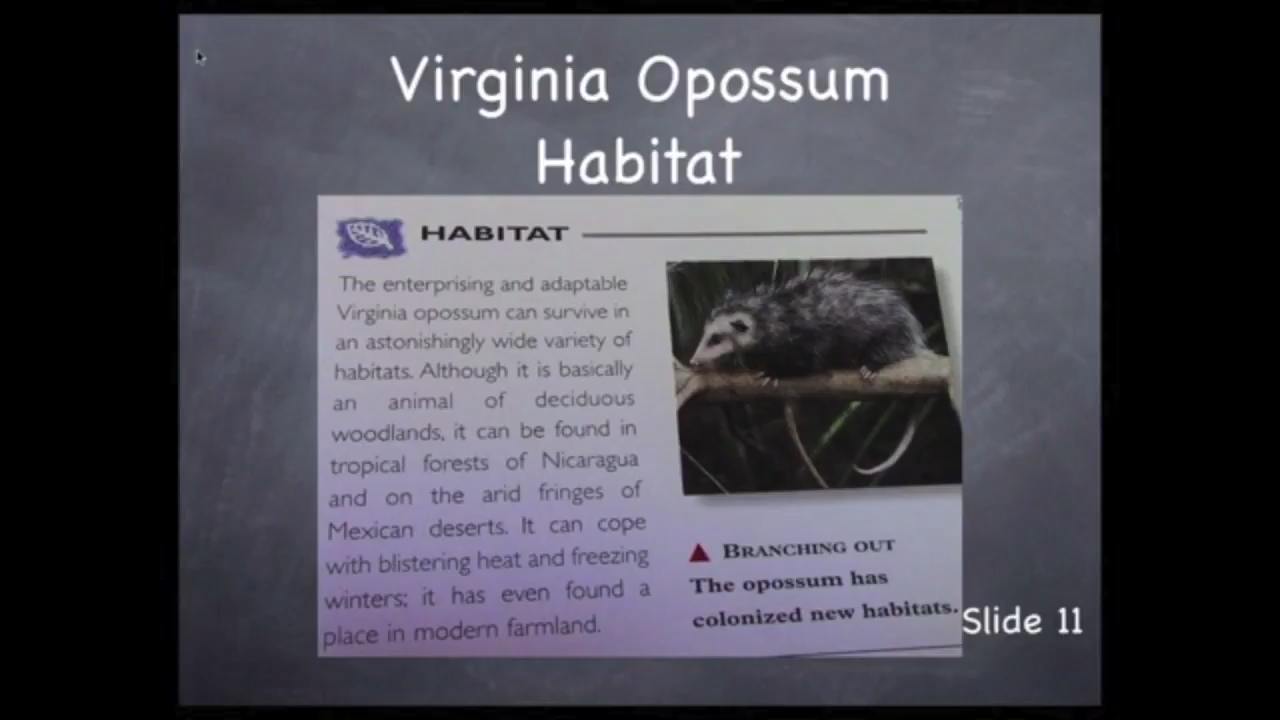 Virginia Opossum
Habitat
HABITAT
The enterprising and adaptable
Virginia opossum can survive in
an astonishingly wide variety of
habitats. Although it is basically
an animal of deciduous
woodlands, it can be found in
tropical forests of Nicaragua
and on the arid fringes of
Mexican deserts. It can cope
with blistering heat and freezing
winters; it has even found a
place in modern farmland.
BRANCHING OUT
The opossum has
colonized new habitats.
Slide 11